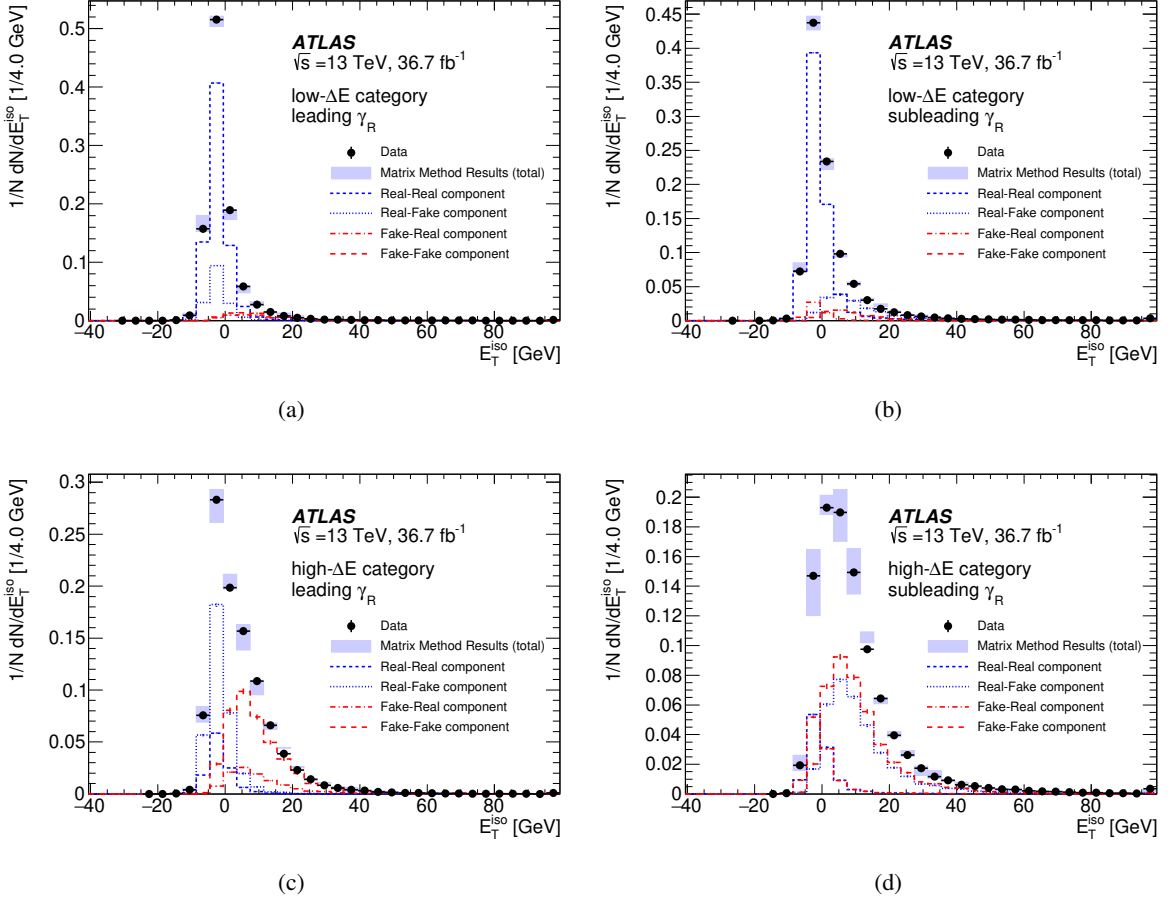 1/N dN/dE_T^iso [1/4.0 GeV]
0.5
0.4
0.3
0.2
0.1
0
−40 −20 0 20 40 60 80
E_T^iso [GeV]
ATLAS
√s =13 TeV, 36.7 fb^-1
low-ΔE category
leading γ_R
Data
Matrix Method Results (total)
Real-Real component
Real-Fake component
Fake-Real component
Fake-Fake component
(a)
1/N dN/dE_T^iso [1/4.0 GeV]
0.45
0.4
0.35
0.3
0.25
0.2
0.15
0.1
0.05
0
−40 −20 0 20 40 60 80
E_T^iso [GeV]
ATLAS
√s =13 TeV, 36.7 fb^-1
low-ΔE category
subleading γ_R
Data
Matrix Method Results (total)
Real-Real component
Real-Fake component
Fake-Real component
Fake-Fake component
(b)
1/N dN/dE_T^iso [1/4.0 GeV]
0.3
0.25
0.2
0.15
0.1
0.05
0
−40 −20 0 20 40 60 80
E_T^iso [GeV]
ATLAS
√s =13 TeV, 36.7 fb^-1
high-ΔE category
leading γ_R
Data
Matrix Method Results (total)
Real-Real component
Real-Fake component
Fake-Real component
Fake-Fake component
(c)
1/N dN/dE_T^iso [1/4.0 GeV]
0.2
0.18
0.16
0.14
0.12
0.1
0.08
0.06
0.04
0.02
0
−40 −20 0 20 40 60 80
E_T^iso [GeV]
ATLAS
√s =13 TeV, 36.7 fb^-1
high-ΔE category
subleading γ_R
Data
Matrix Method Results (total)
Real-Real component
Real-Fake component
Fake-Real component
Fake-Fake component
(d)